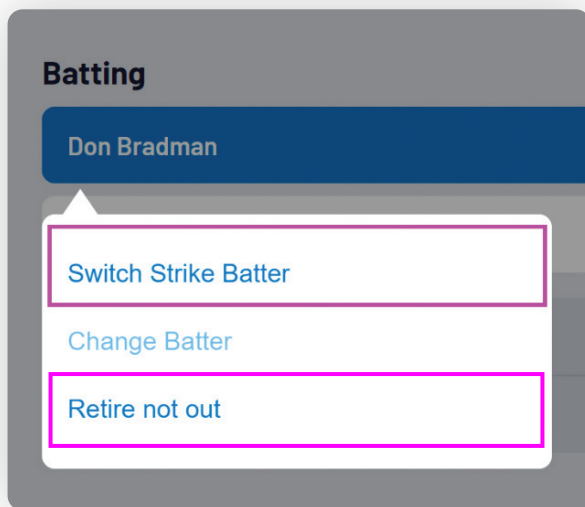 Batting
Don Bradman
Switch Strike Batter
Change Batter
Retire not out